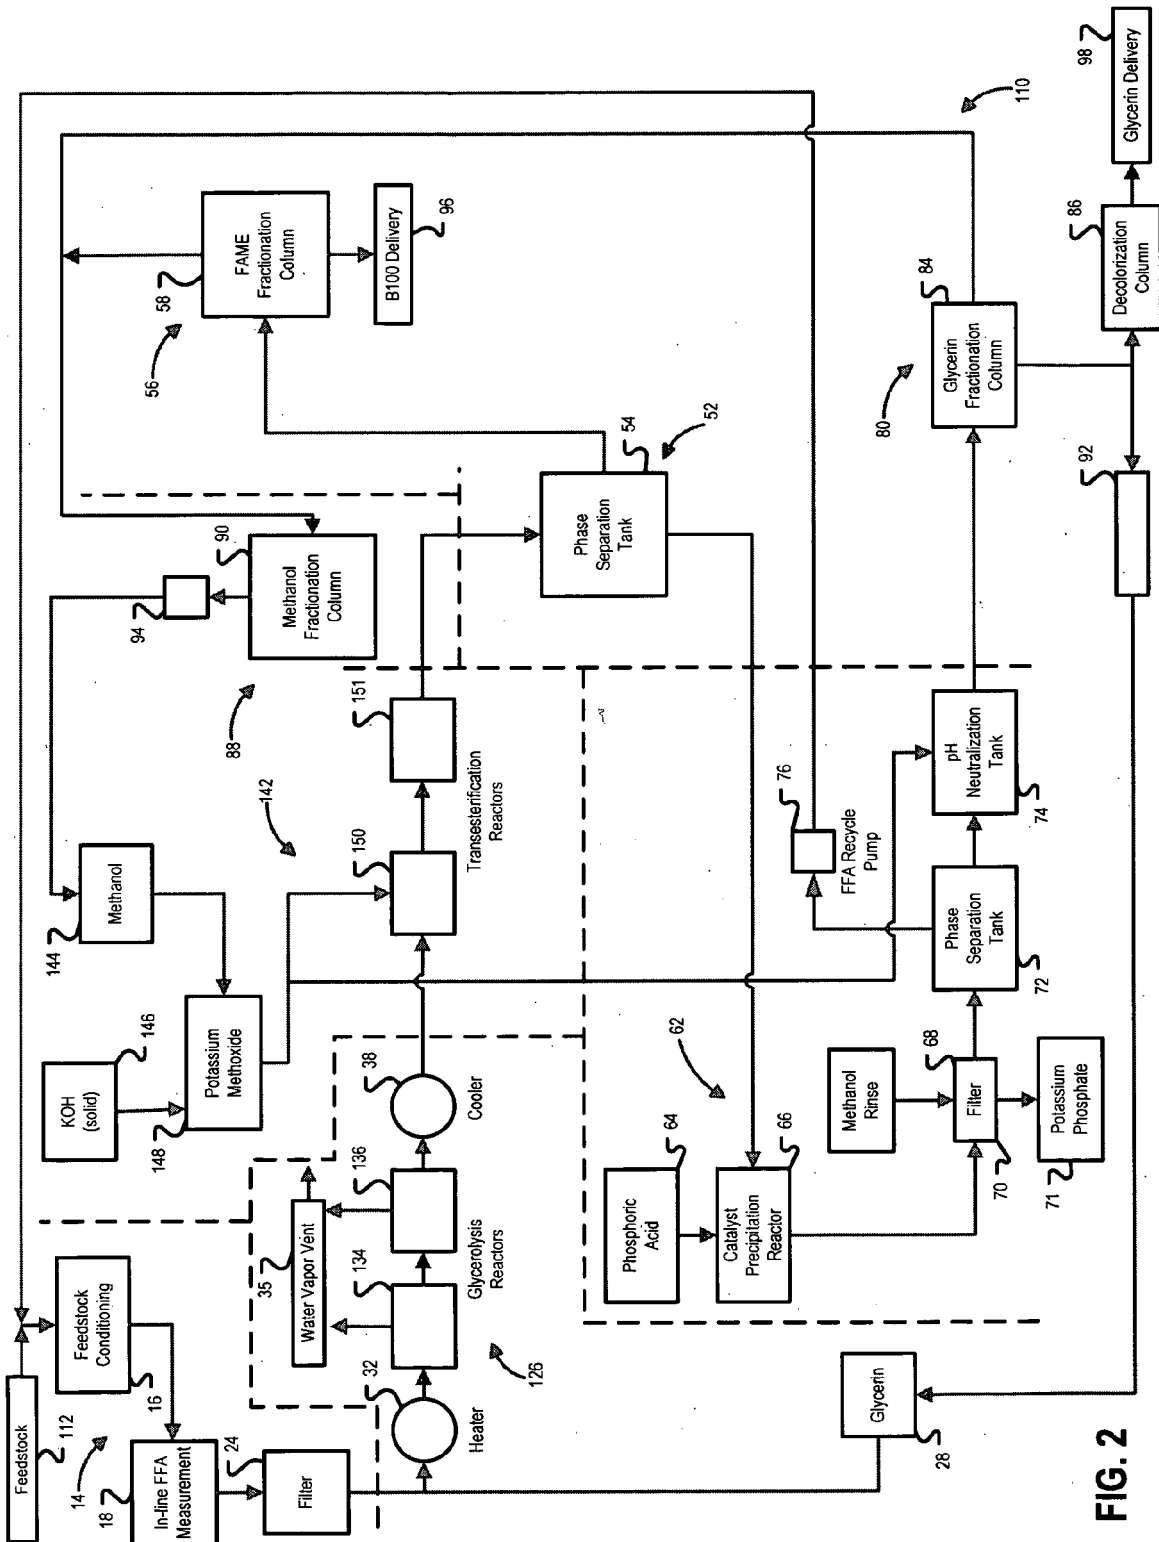 Feedstock
112
14
Feedstock
Conditioning
16
18
In-line FFA
Measurement
24
Filter
KOH
(solid)
146
144
Methanol
148
Potassium
Methoxide
94
90
Methanol
Fractionation
Column
88
142
56
58
FAME
Fractionation
Column
B100 Delivery
96
35
Water Vapor Vent
32
Heater
134
136
Glycerolysis
Reactors
126
38
Cooler
150
151
Transesterification
Reactors
Phase
Separation
Tank
54
52
62
Phosphoric
Acid
64
Catalyst
Precipitation
Reactor
66
76
FFA Recycle
Pump
Methanol
Rinse
68
Filter
70
Potassium
Phosphate
71
Phase
Separation
Tank
72
pH
Neutralization
Tank
74
80
Glycerin
Fractionation
Column
84
110
Glycerin
28
92
Decolorization
Column
86
Glycerin Delivery
98
FIG. 2